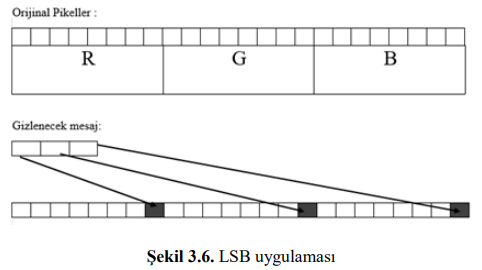 Orijinal Pikeller :
R G B
Gizlenecek mesaj:
Şekil 3.6. LSB uygulaması